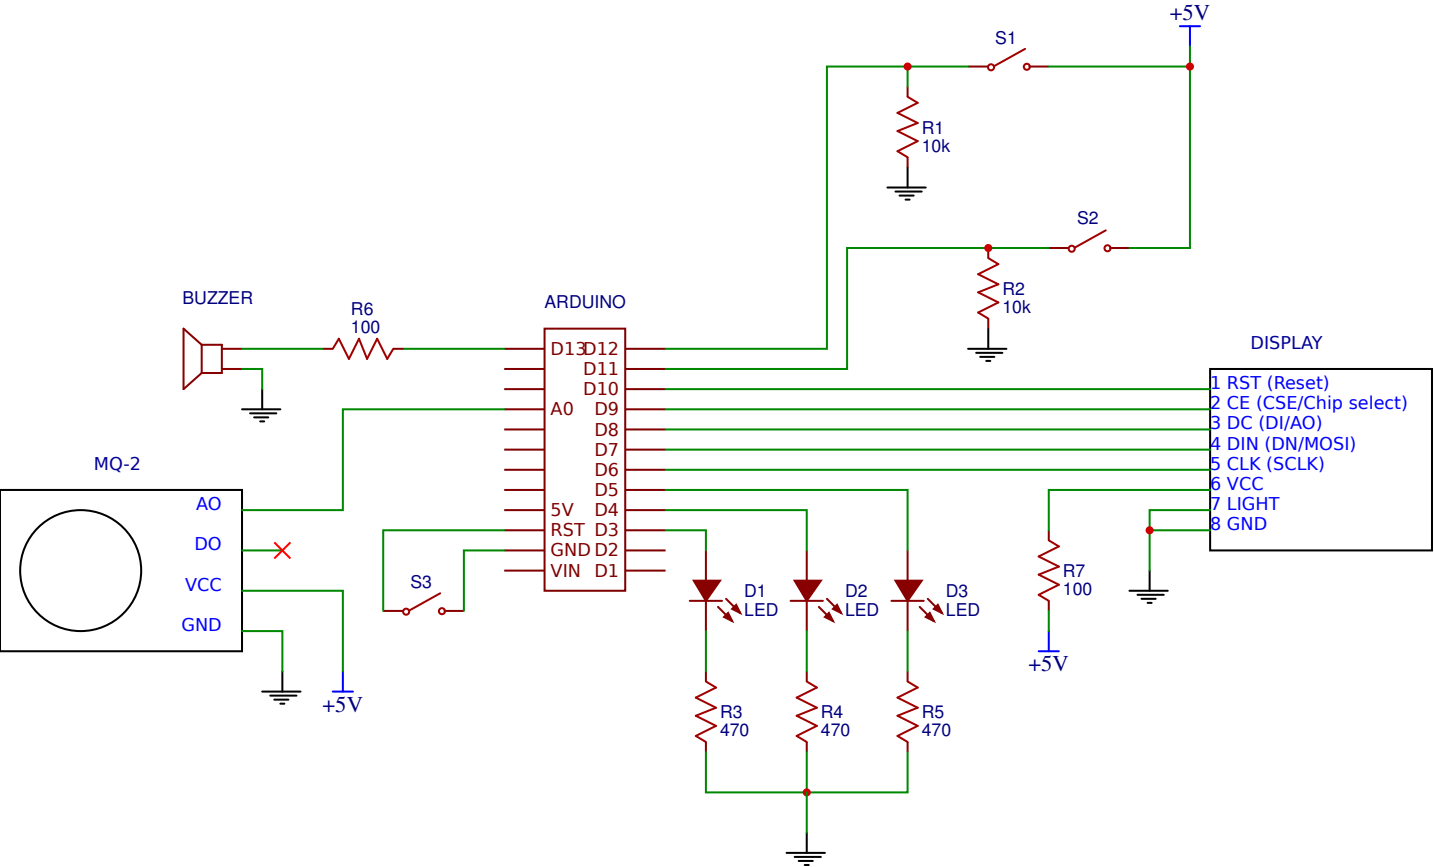 +5V
S1
R1
10k
S2
R2
10k
BUZZER
R6
100
ARDUINO
D13
D12
D11
D10
A0
D9
D8
D7
D6
D5
5V
D4
RST
D3
GND
D2
VIN
D1
DISPLAY
1 RST (Reset)
2 CE (CSE/Chip select)
3 DC (DI/AO)
4 DIN (DN/MOSI)
5 CLK (SCLK)
6 VCC
7 LIGHT
8 GND
MQ-2
AO
DO
VCC
GND
+5V
S3
D1
LED
D2
LED
D3
LED
R7
100
+5V
R3
470
R4
470
R5
470